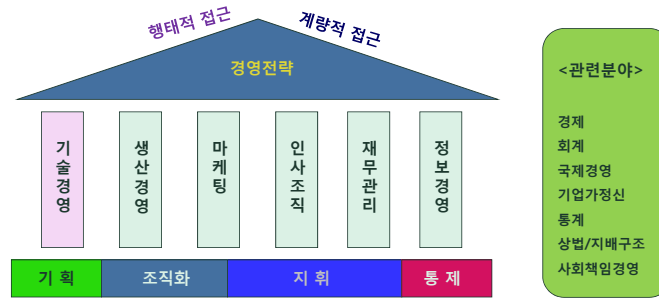 행태적 접근
계량적 접근
경영전략
기술경영
생산경영
마케팅
인사조직
재무관리
정보경영
기 획
조직화
지 휘
통 제
<관련분야>
경제
회계
국제경영
기업가정신
통계
상법/지배구조
사회책임경영